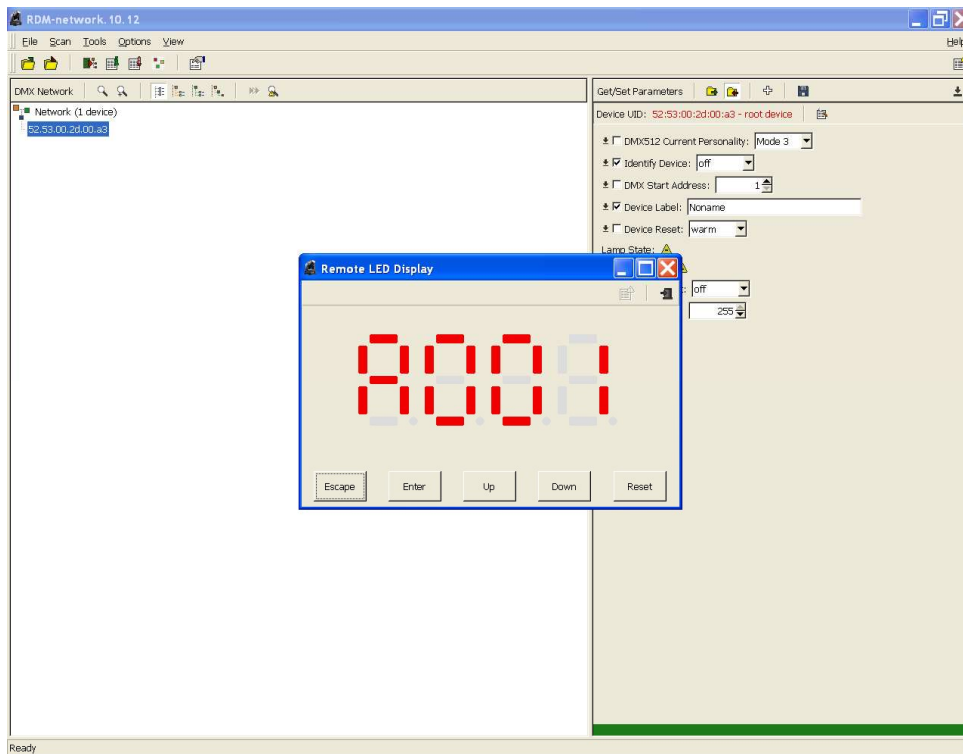 RDM-network.10.12
File Scan Tools Options View
Help
DMX Network
Get/Set Parameters
Network (1 device)
52.53.00.2d.00.a3
Device UID: 52:53:00:2d:00:a3 - root device
DMX512 Current Personality: Mode 3
Identify Device: off
DMX Start Address: 1
Device Label: Noname
Device Reset: warm
Lamp State:
off
255
Remote LED Display
A001
Escape Enter Up Down Reset
Ready